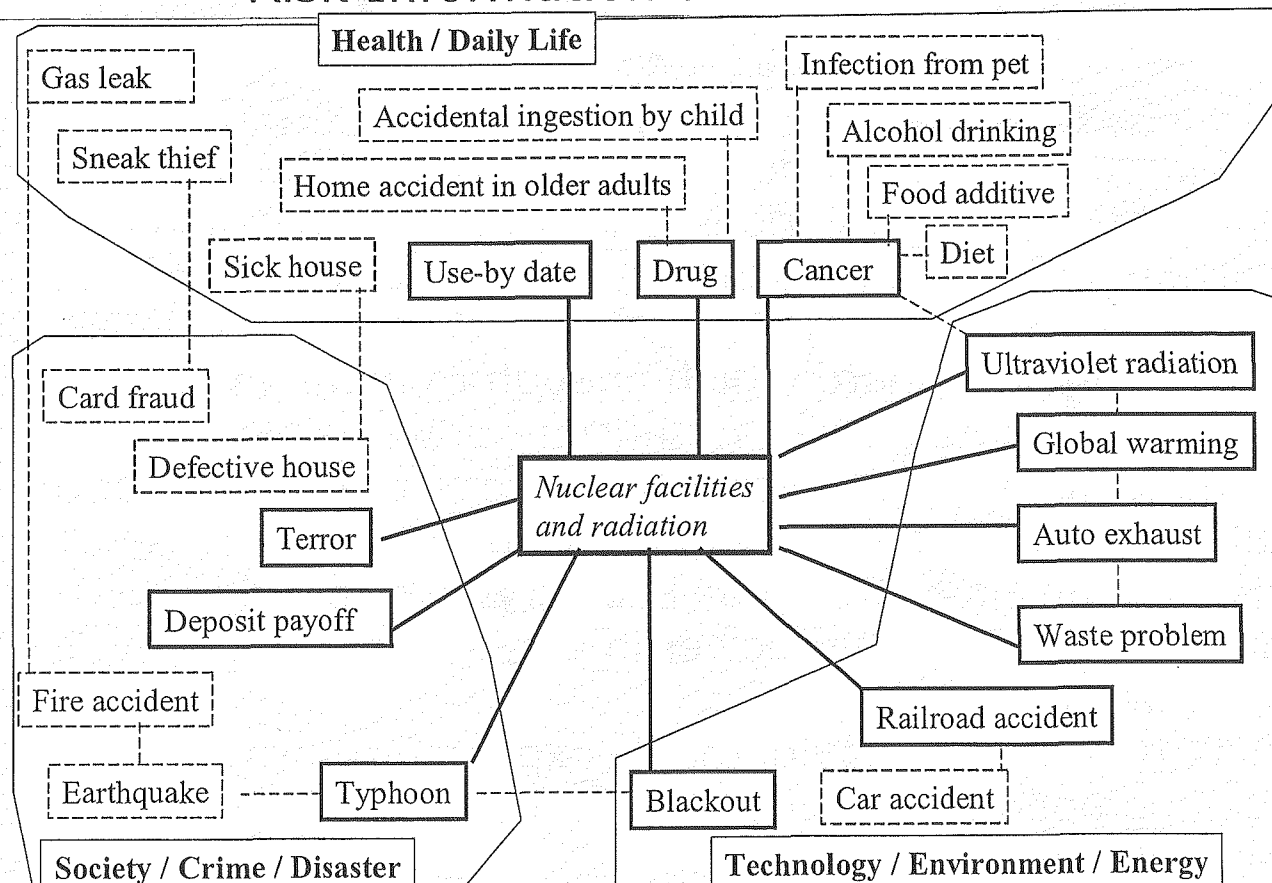 Health / Daily Life
Gas leak
Infection from pet
Accidental ingestion by child
Alcohol drinking
Sneak thief
Home accident in older adults
Food additive
Sick house
Use-by date
Drug
Cancer
Diet
Ultraviolet radiation
Card fraud
Global warming
Defective house
Nuclear facilities
and radiation
Terror
Auto exhaust
Deposit payoff
Waste problem
Fire accident
Railroad accident
Earthquake
Typhoon
Blackout
Car accident
Society / Crime / Disaster
Technology / Environment / Energy